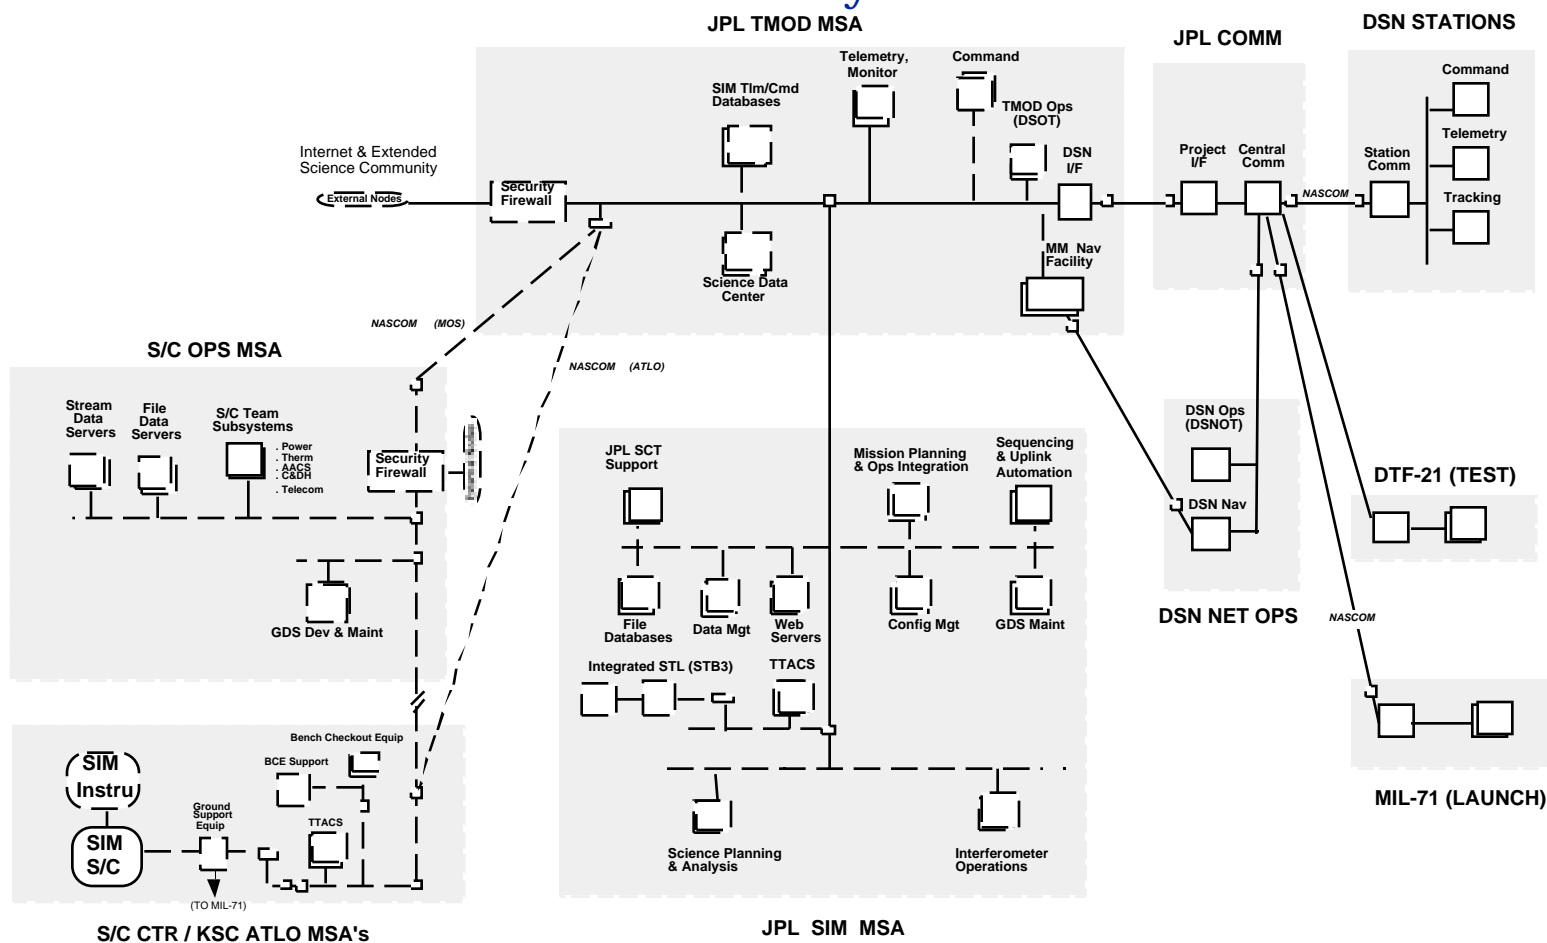 JPL TMOD MSA
JPL COMM
DSN STATIONS
Telemetry,
Monitor
Command
SIM Tlm/Cmd
Databases
TMOD Ops
(DSOT)
DSN
I/F
Internet & Extended
Science Community
External Nodes
Security
Firewall
Science Data
Center
MM Nav
Facility
Project
I/F
Central
Comm
NASCOM
Station
Comm
Command
Telemetry
Tracking
NASCOM (MOS)
NASCOM (ATLO)
S/C OPS MSA
Stream
Data
Servers
File
Data
Servers
S/C Team
Subsystems
. Power
. Therm
. AACS
. C&DH
. Telecom
Security
Firewall
GDS Dev & Maint
JPL SCT
Support
Mission Planning
& Ops Integration
Sequencing
& Uplink
Automation
File
Databases
Data Mgt
Web
Servers
Config Mgt
GDS Maint
Integrated STL (STB3)
TTACS
Science Planning
& Analysis
Interferometer
Operations
JPL SIM MSA
DSN Ops
(DSNOT)
DSN Nav
DSN NET OPS
DTF-21 (TEST)
NASCOM
MIL-71 (LAUNCH)
SIM
Instru
SIM
S/C
Bench Checkout Equip
BCE Support
Ground
Support
Equip
TTACS
(TO MIL-71)
S/C CTR / KSC ATLO MSA's